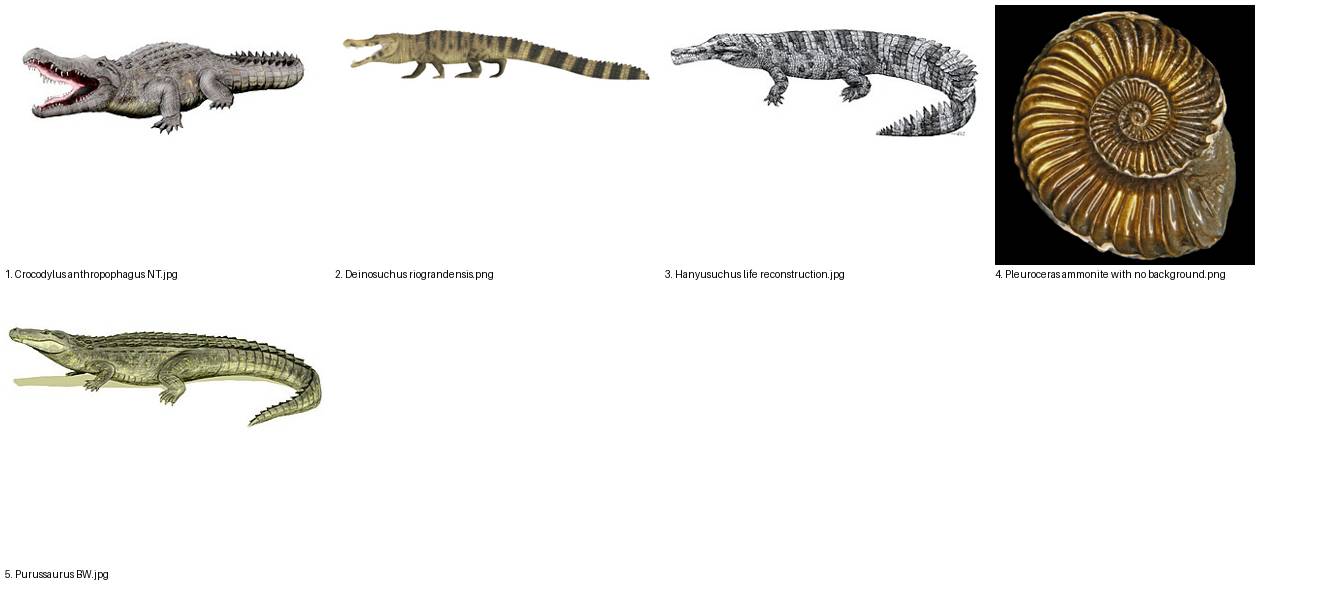 1. Crocodylus anthropophagus NT.jpg
2. Deinosuchus riograndensis.png
3. Hanyusuchus life reconstruction.jpg
4. Pleuroceras ammonite with no background.png
5. Purussaurus BW.jpg